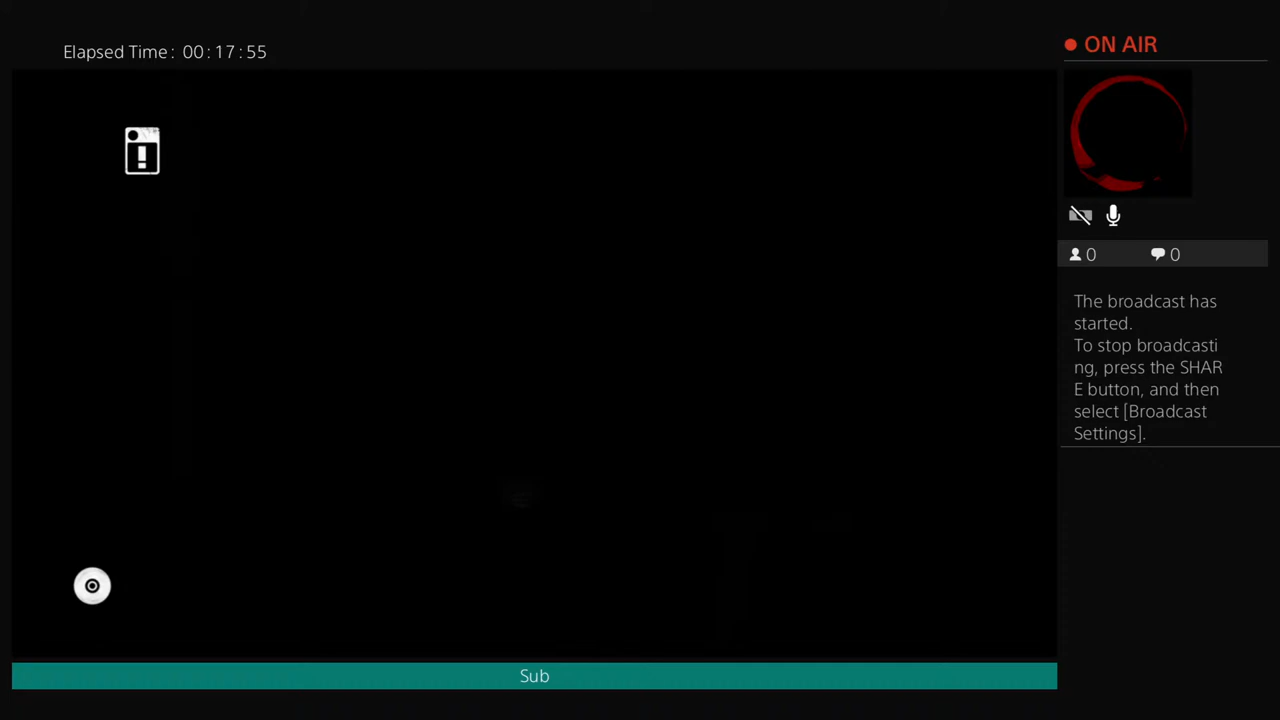 Elapsed Time: 00:17:55
ON AIR
0 0
The broadcast has
started.
To stop broadcasti
ng, press the SHAR
E button, and then
select [Broadcast
Settings].
Sub